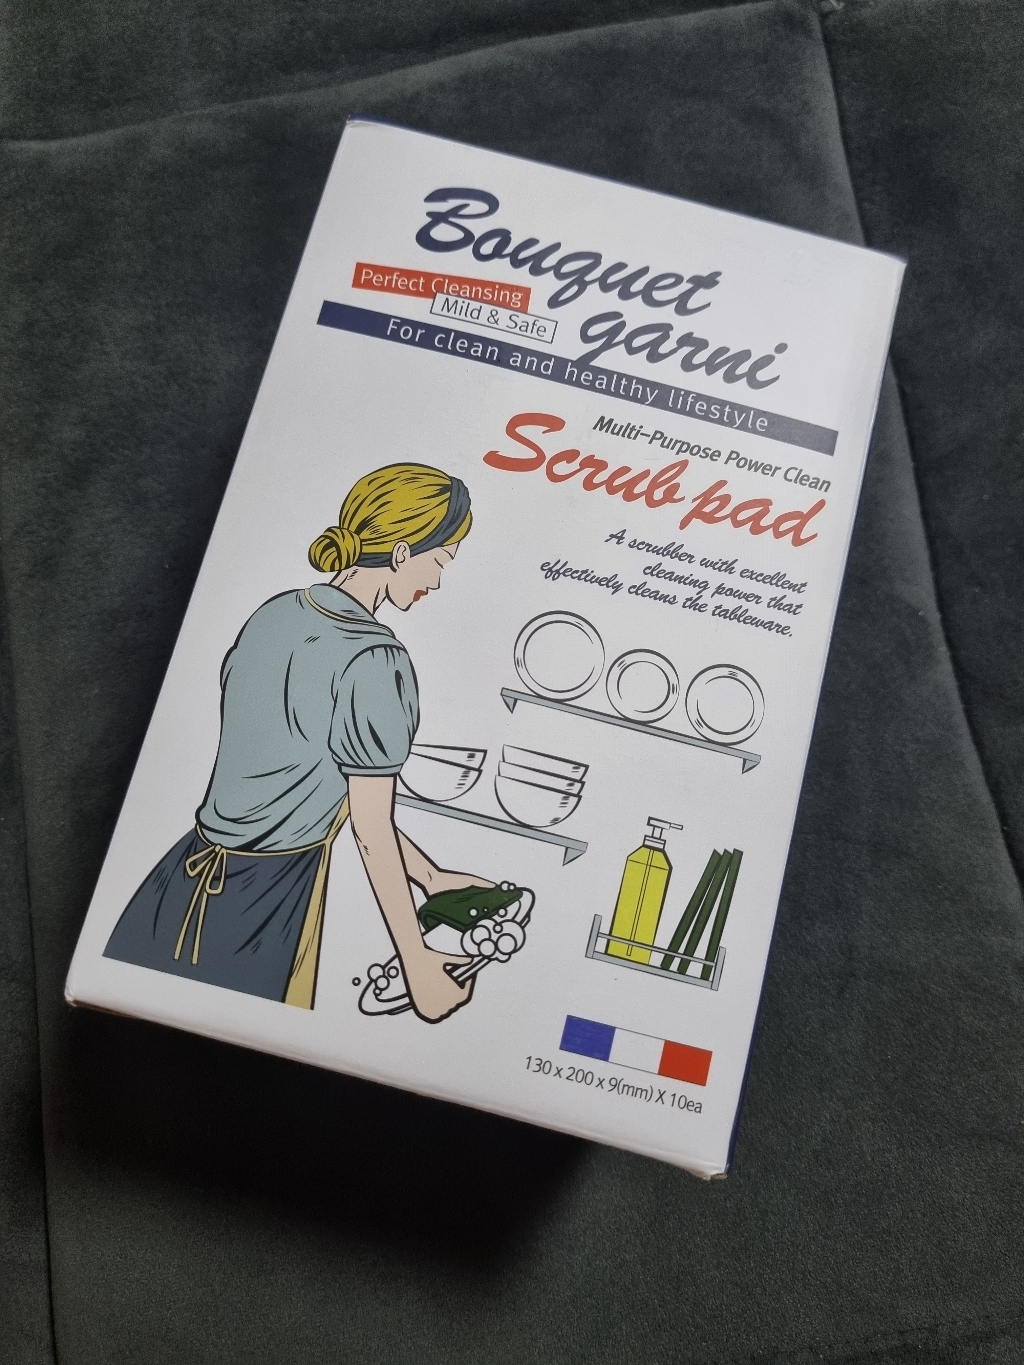 Bouquet
garni
Perfect Cleansing
Mild & Safe
For clean and healthy lifestyle
Multi-Purpose Power Clean
Scrub pad
A scrubber with excellent
cleaning power that
effectively cleans the tableware.
130 x 200 x 9(mm) X 10ea